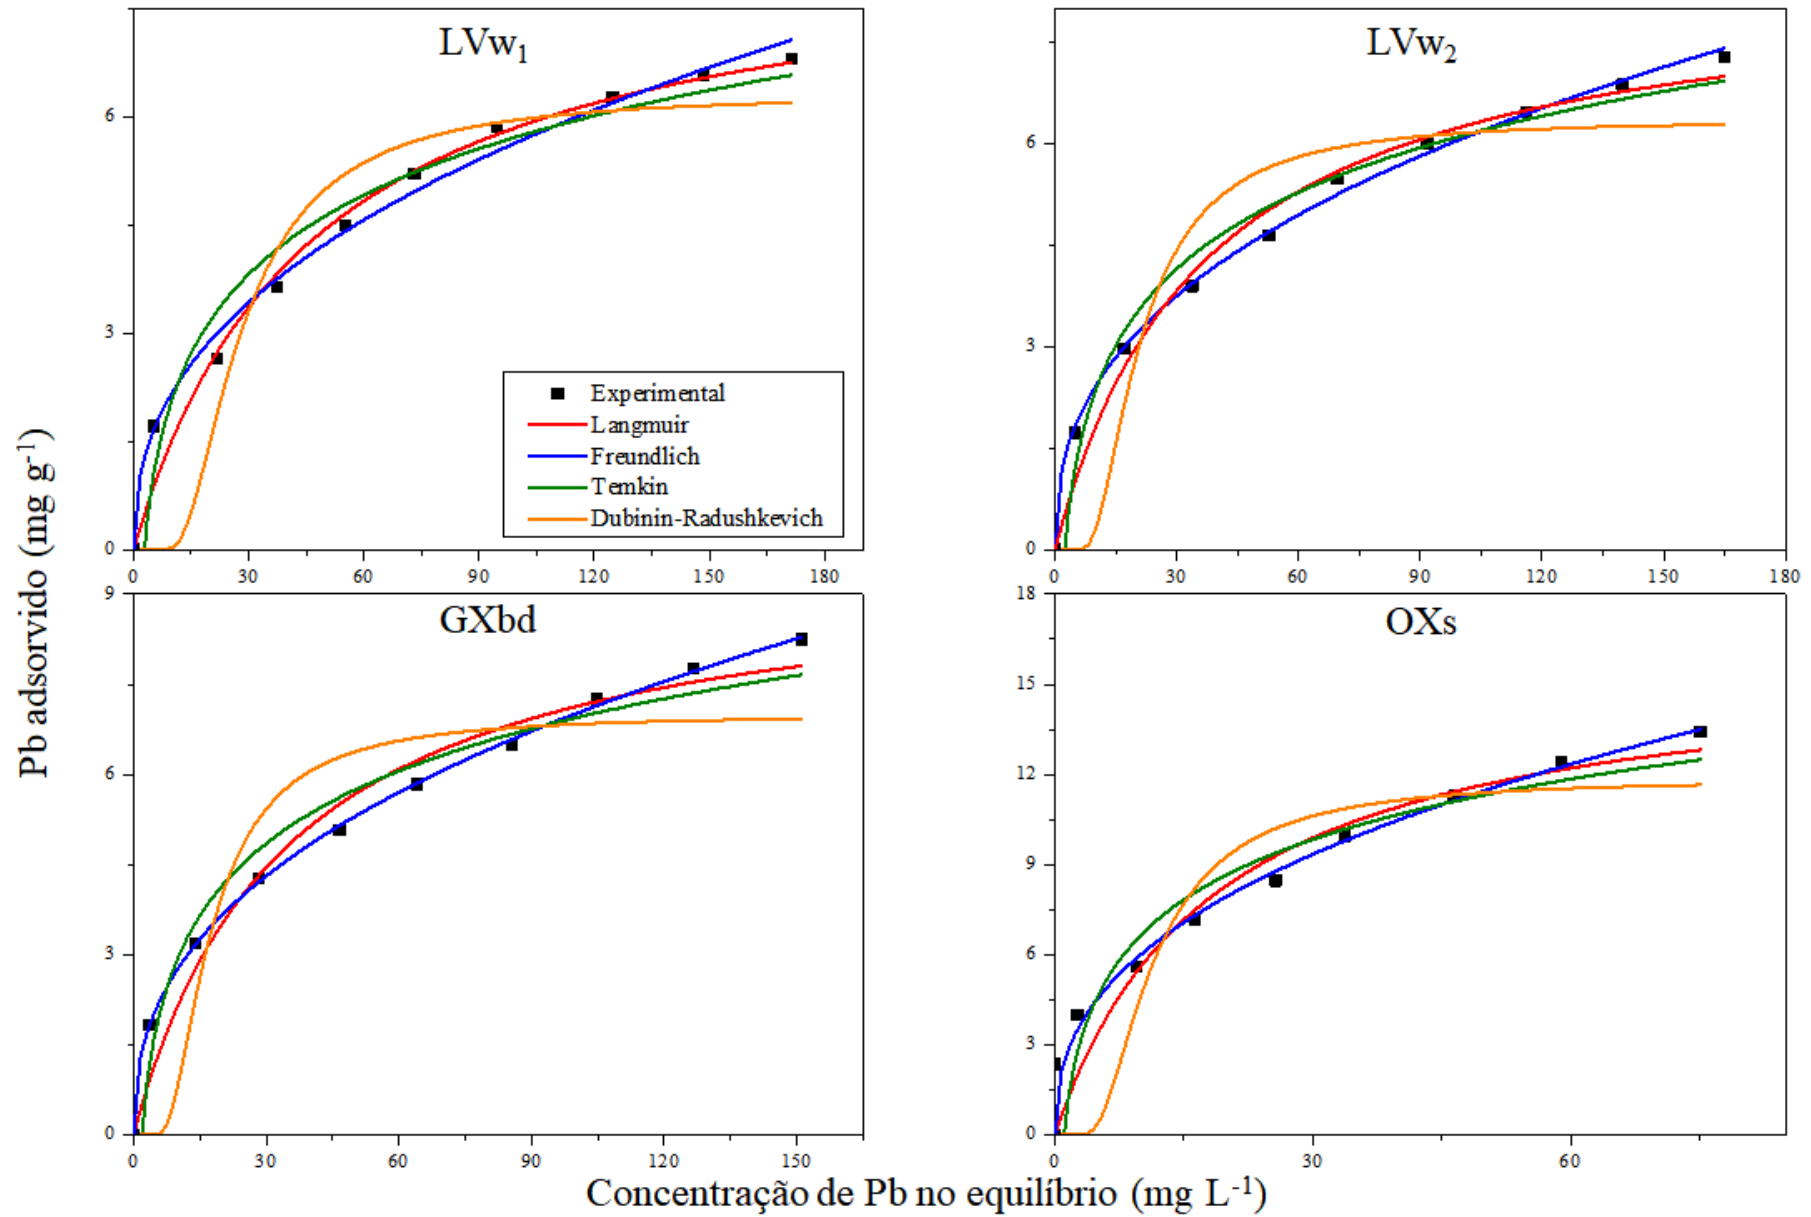 LVw1
LVw2
6
3
0
Experimental
Langmuir
Freundlich
Temkin
Dubinin-Radushkevich
0 30 60 90 120 150 180
6
3
0
0 30 60 90 120 150 180
Pb adsorvido (mg g-1)
GXbd
OXs
9
6
3
0
0 30 60 90 120 150
18
15
12
9
6
3
0
0 30 60
Concentração de Pb no equilíbrio (mg L-1)